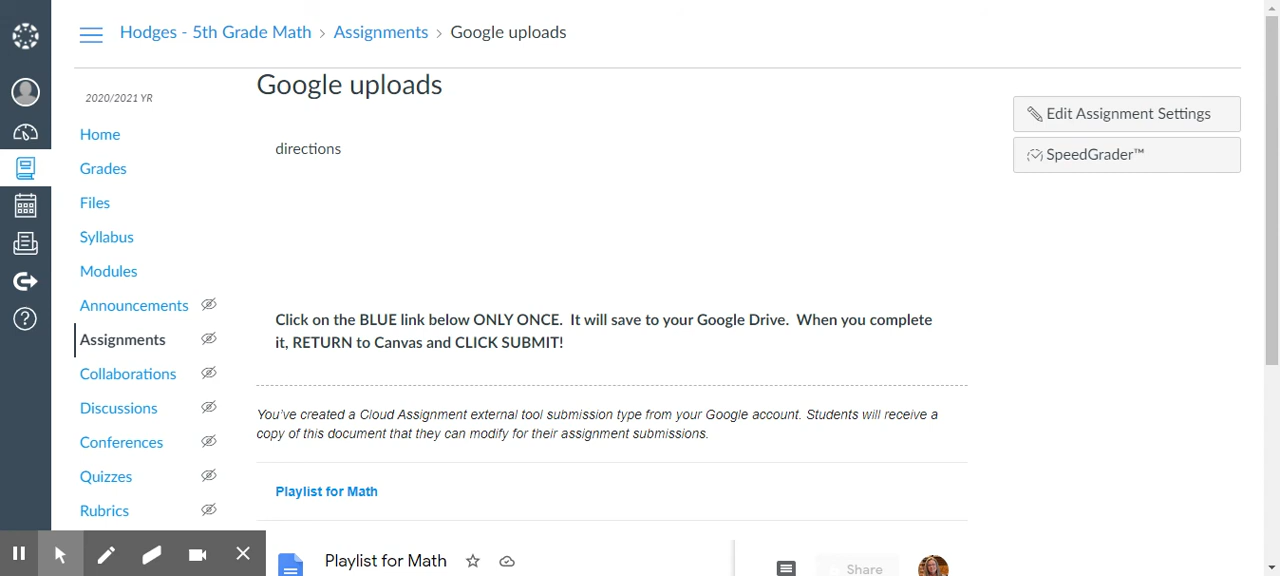 Hodges - 5th Grade Math › Assignments › Google uploads
2020/2021 YR
Home
Grades
Files
Syllabus
Modules
Announcements
Assignments
Collaborations
Discussions
Conferences
Quizzes
Rubrics
Google uploads
directions
Click on the BLUE link below ONLY ONCE.  It will save to your Google Drive.  When you complete
it, RETURN to Canvas and CLICK SUBMIT!
You've created a Cloud Assignment external tool submission type from your Google account. Students will receive a
copy of this document that they can modify for their assignment submissions.
Playlist for Math
Playlist for Math
Share
Edit Assignment Settings
SpeedGrader™